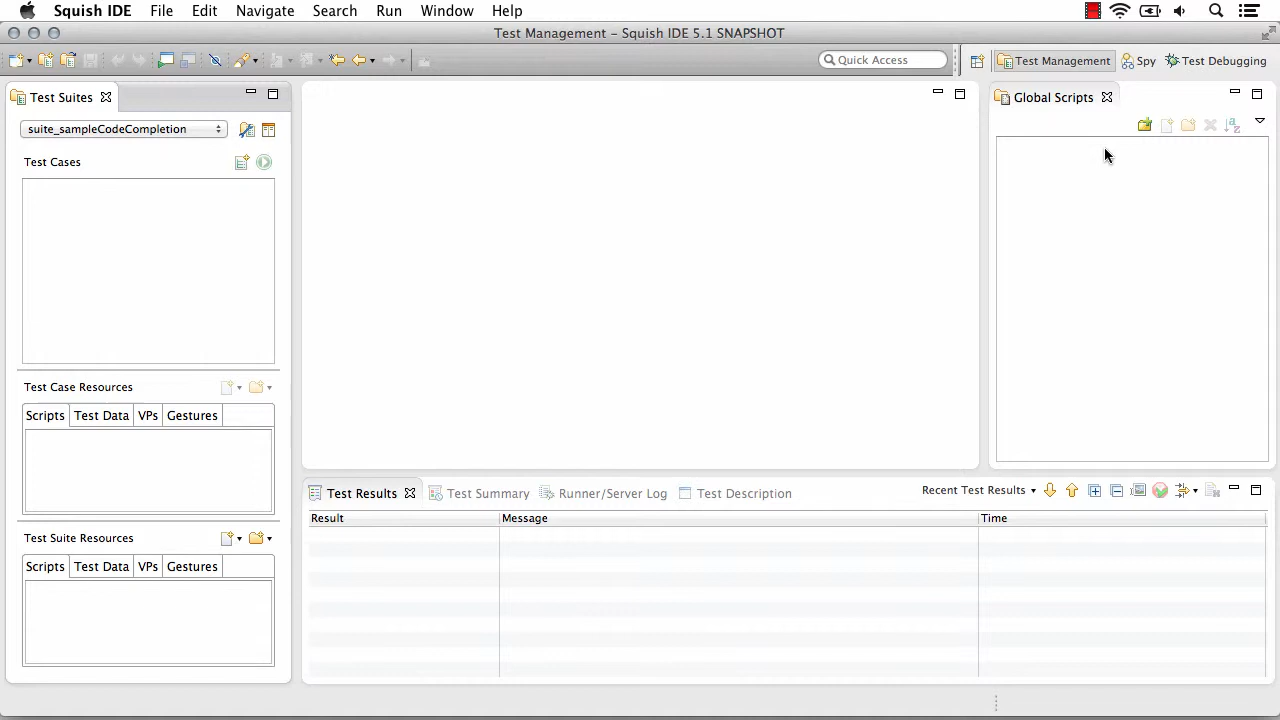 Squish IDE File Edit Navigate Search Run Window Help
Test Management – Squish IDE 5.1 SNAPSHOT
Quick Access
Test Management
Spy
Test Debugging
Test Suites
suite_sampleCodeCompletion
Test Cases
Test Case Resources
Scripts Test Data VPs Gestures
Test Suite Resources
Scripts Test Data VPs Gestures
Global Scripts
Test Results Test Summary Runner/Server Log Test Description
Recent Test Results
Result Message Time